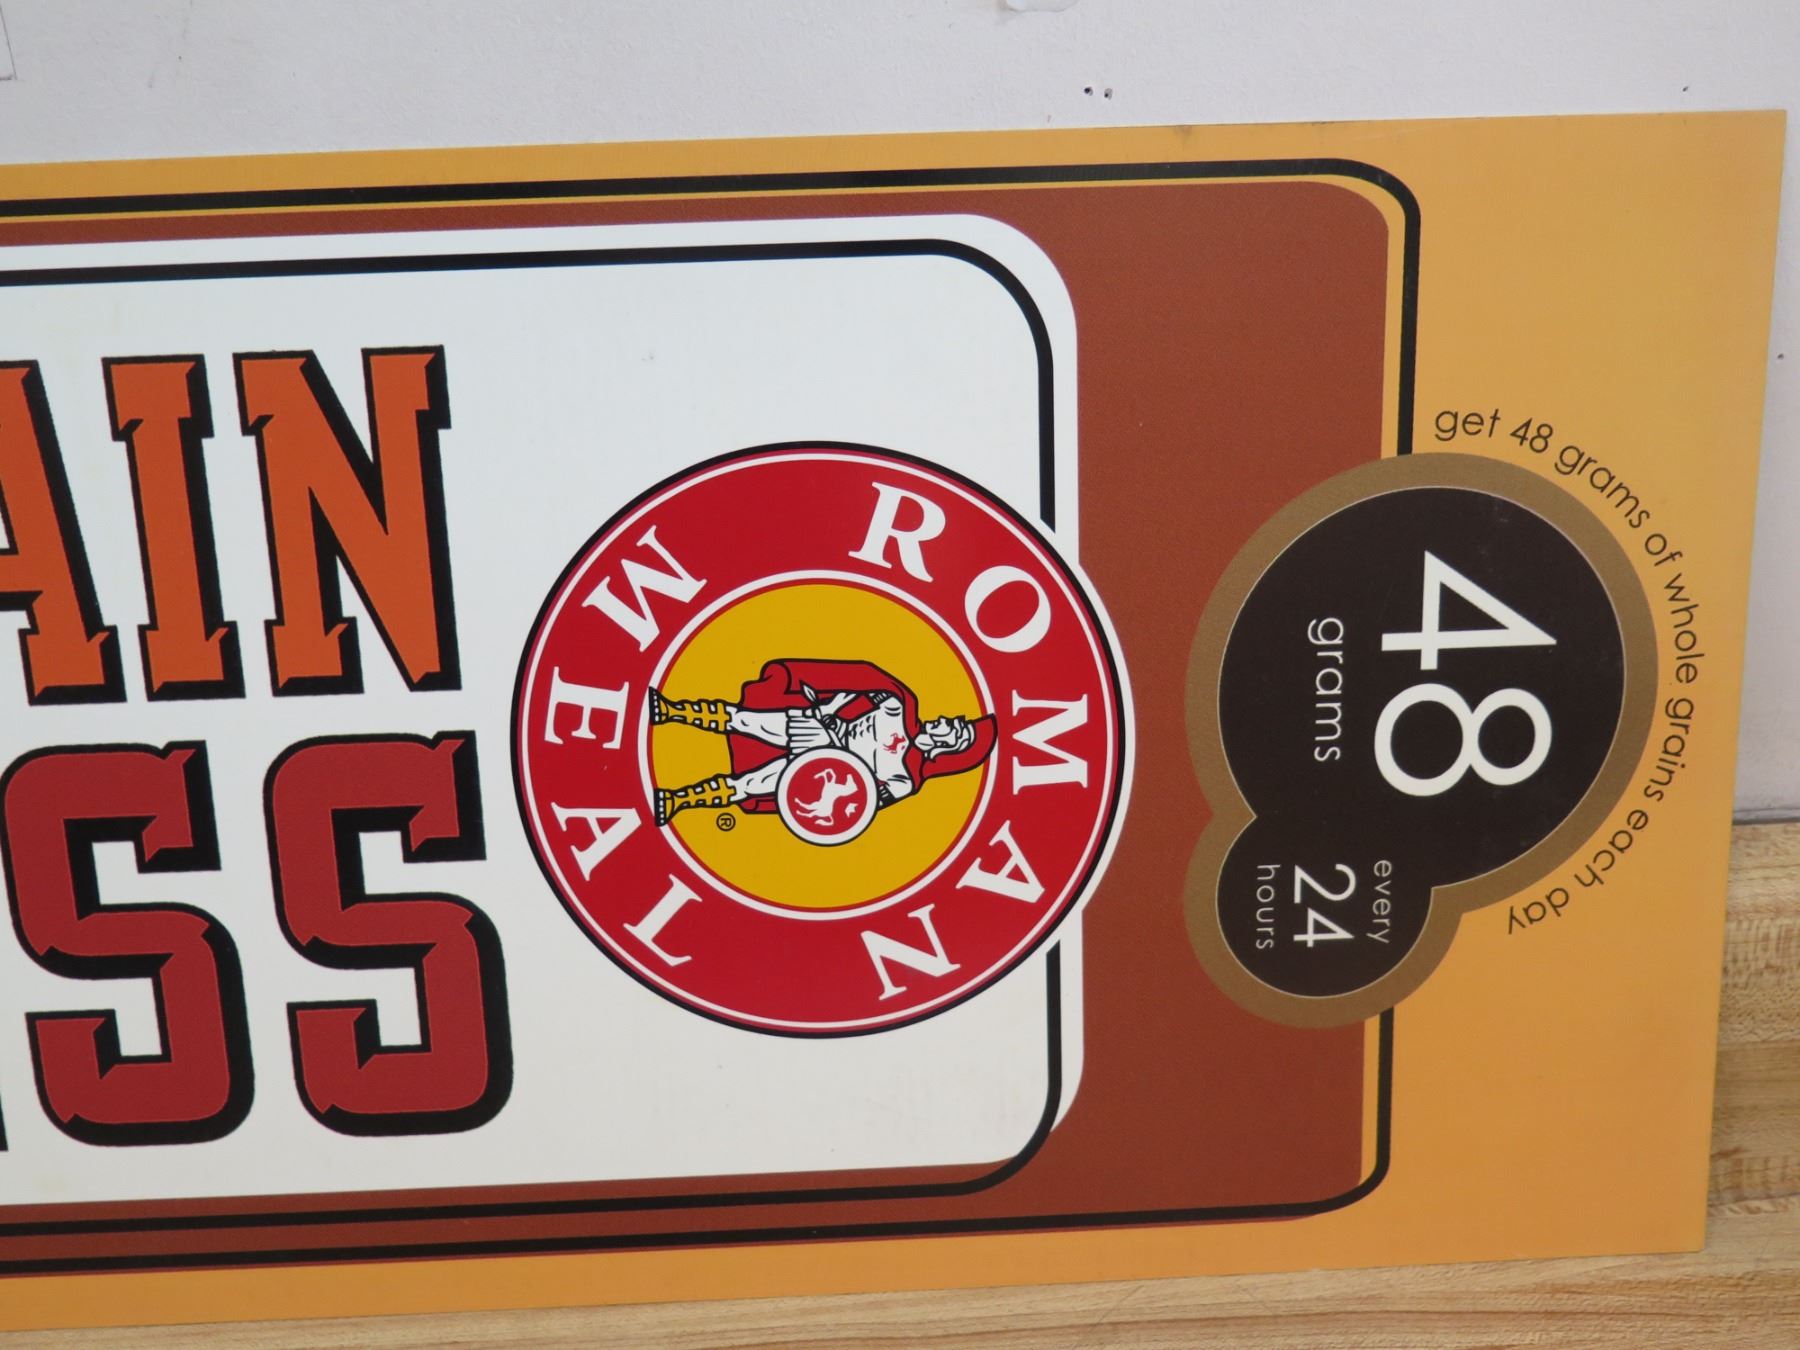 AIN
SS
ROMAN
MEAL
®
48
grams
every
24
hours
get 48 grams of whole grains each day